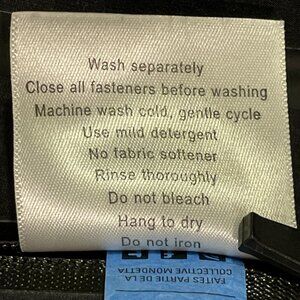 Wash separately
Close all fasteners before washing
Machine wash cold, gentle cycle
Use mild detergent
No fabric softener
Rinse thoroughly
Do not bleach
Hang to dry
Do not iron
COLLECTIVE MONDETTA
FAITES PARTIE DE LA